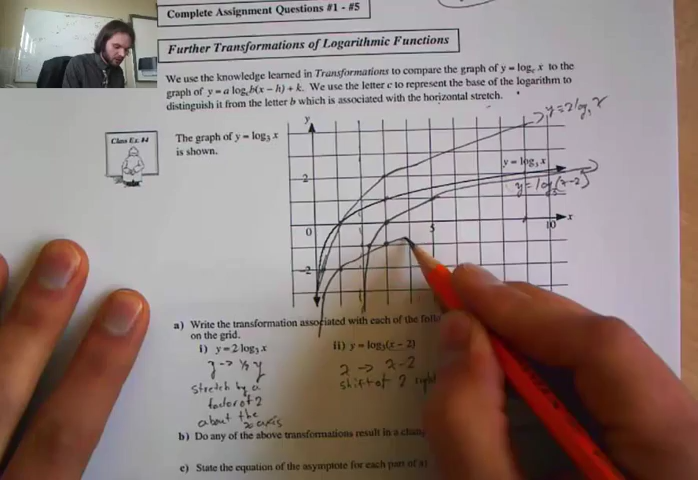 Complete Assignment Questions #1 - #5
Further Transformations of Logarithmic Functions
We use the knowledge learned in Transformations to compare the graph of y = log_c x to the
graph of y = a log_c b(x − h) + k. We use the letter c to represent the base of the logarithm to
distinguish it from the letter b which is associated with the horizontal stretch.
Class Ex. #4
The graph of y = log₃ x
is shown.
y
y = 2 log₃ x
y = log₃ x
2
y = log₃(x-2)
0
5
10
x
-2
a) Write the transformation associated with each of the foll
on the grid.
i) y = 2 log₃ x
ii) y = log₃(x − 2)
y → ½ y
x → x-2
stretch by a
shift of 2 right
factor of 2
about the
x axis
b) Do any of the above transformations result in a chan
c) State the equation of the asymptote for each part of a)